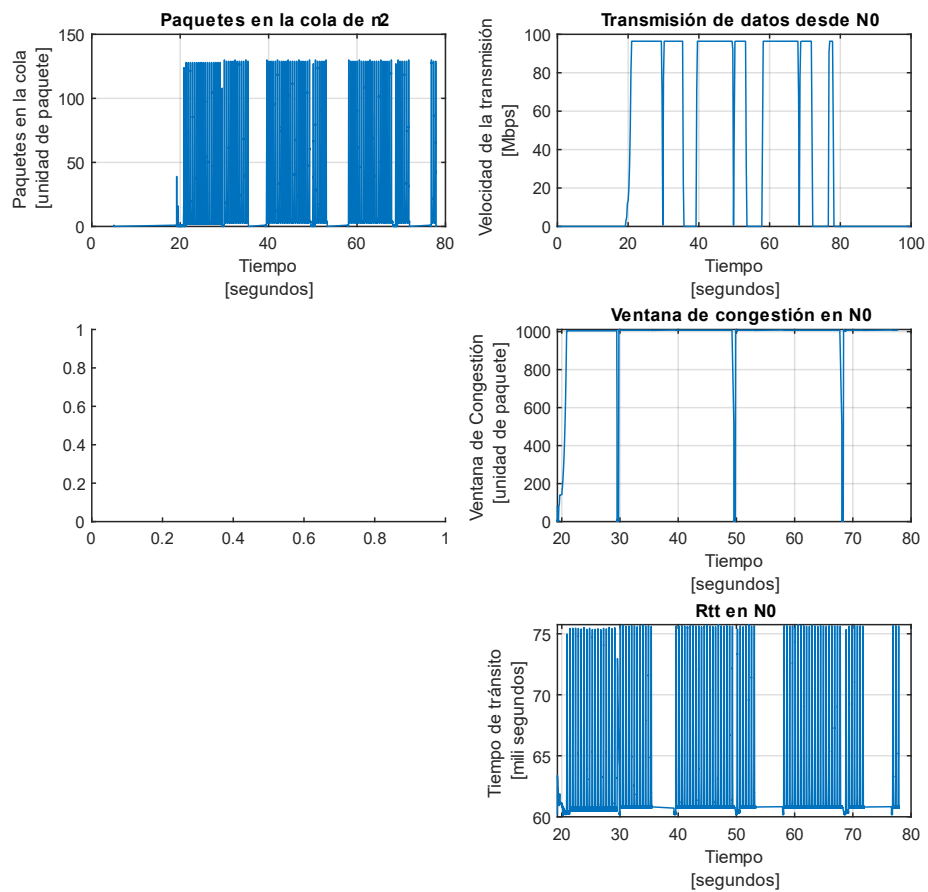 Paquetes en la cola de n2
Paquetes en la cola
[unidad de paquete]
150
100
50
0
0 20 40 60 80
Tiempo
[segundos]
Transmisión de datos desde N0
Velocidad de la transmisión
[Mbps]
100
80
60
40
20
0
0 20 40 60 80 100
Tiempo
[segundos]
1
0.8
0.6
0.4
0.2
0
0 0.2 0.4 0.6 0.8 1
Ventana de congestión en N0
Ventana de Congestión
[unidad de paquete]
1000
800
600
400
200
0
20 30 40 50 60 70 80
Tiempo
[segundos]
Rtt en N0
Tiempo de tránsito
[mili segundos]
75
70
65
60
20 30 40 50 60 70 80
Tiempo
[segundos]